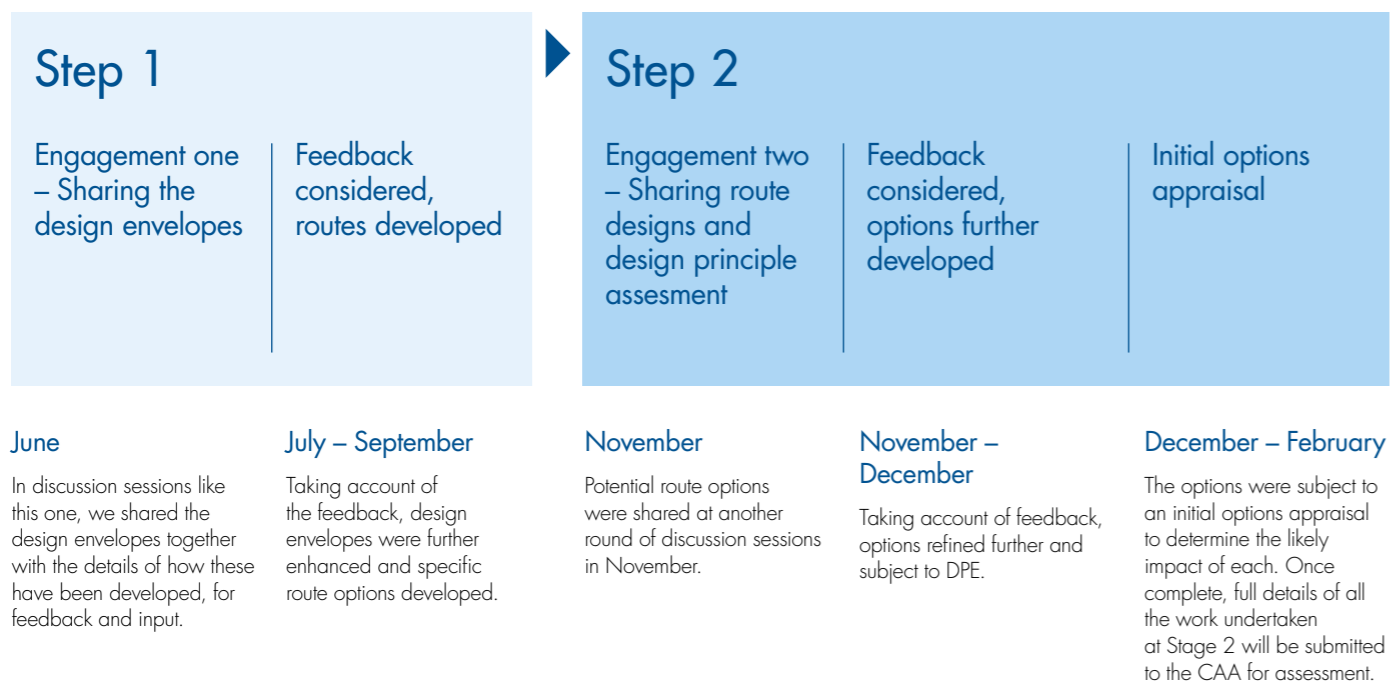 Step 1
Engagement one
– Sharing the
design envelopes
Feedback
considered,
routes developed
Step 2
Engagement two
– Sharing route
designs and
design principle
assesment
Feedback
considered,
options further
developed
Initial options
appraisal
June
In discussion sessions like
this one, we shared the
design envelopes together
with the details of how these
have been developed, for
feedback and input.
July – September
Taking account of
the feedback, design
envelopes were further
enhanced and specific
route options developed.
November
Potential route options
were shared at another
round of discussion sessions
in November.
November –
December
Taking account of feedback,
options refined further and
subject to DPE.
December – February
The options were subject to
an initial options appraisal
to determine the likely
impact of each. Once
complete, full details of all
the work undertaken
at Stage 2 will be submitted
to the CAA for assessment.